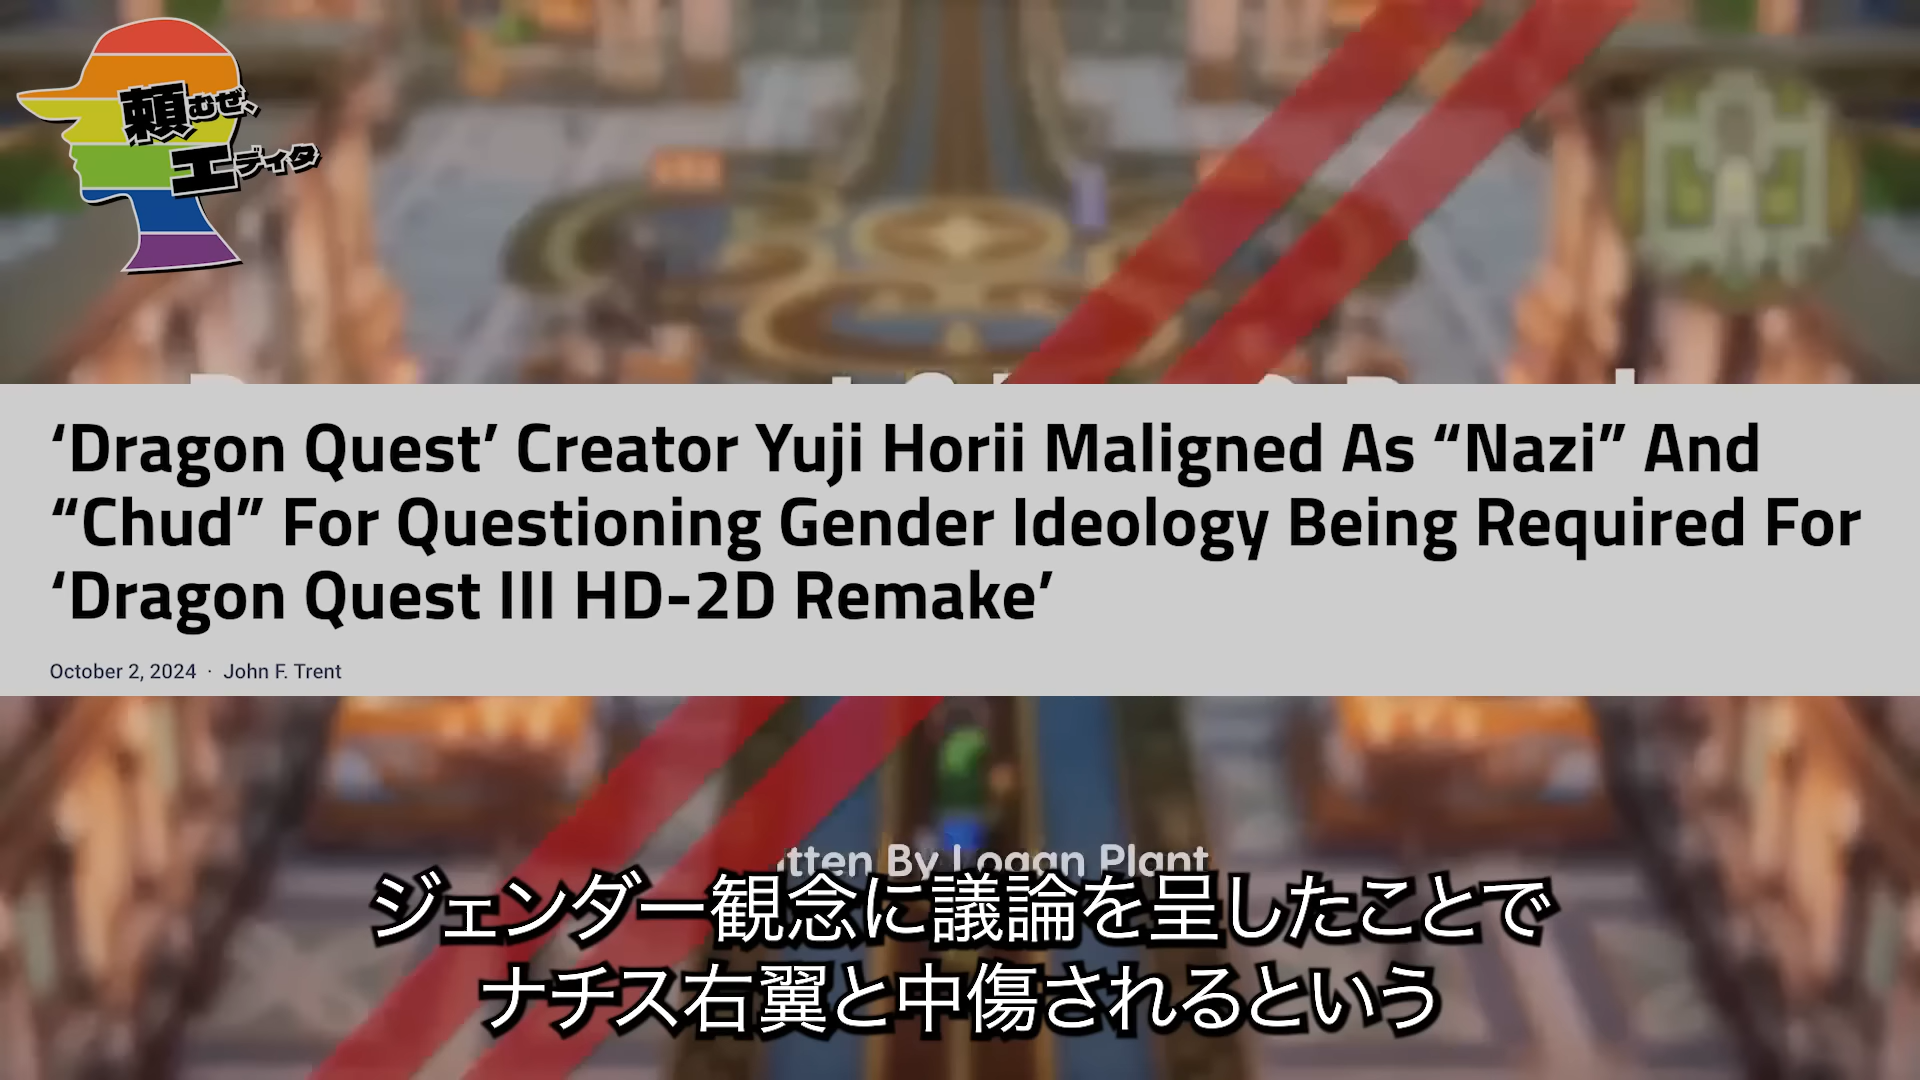 頼むぜ、
エディタ
‘Dragon Quest’ Creator Yuji Horii Maligned As “Nazi” And
“Chud” For Questioning Gender Ideology Being Required For
‘Dragon Quest III HD-2D Remake’
October 2, 2024 · John F. Trent
By Logan Plant
ジェンダー観念に議論を呈したことで
ナチス右翼と中傷されるという